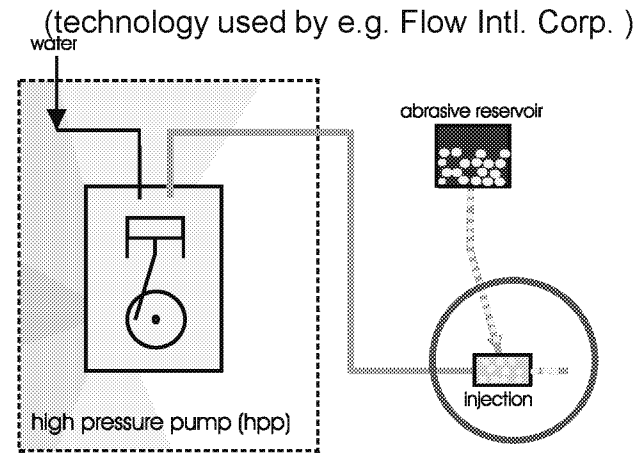 (technology used by e.g. Flow Intl. Corp. )
water
abrasive reservoir
injection
high pressure pump (hpp)